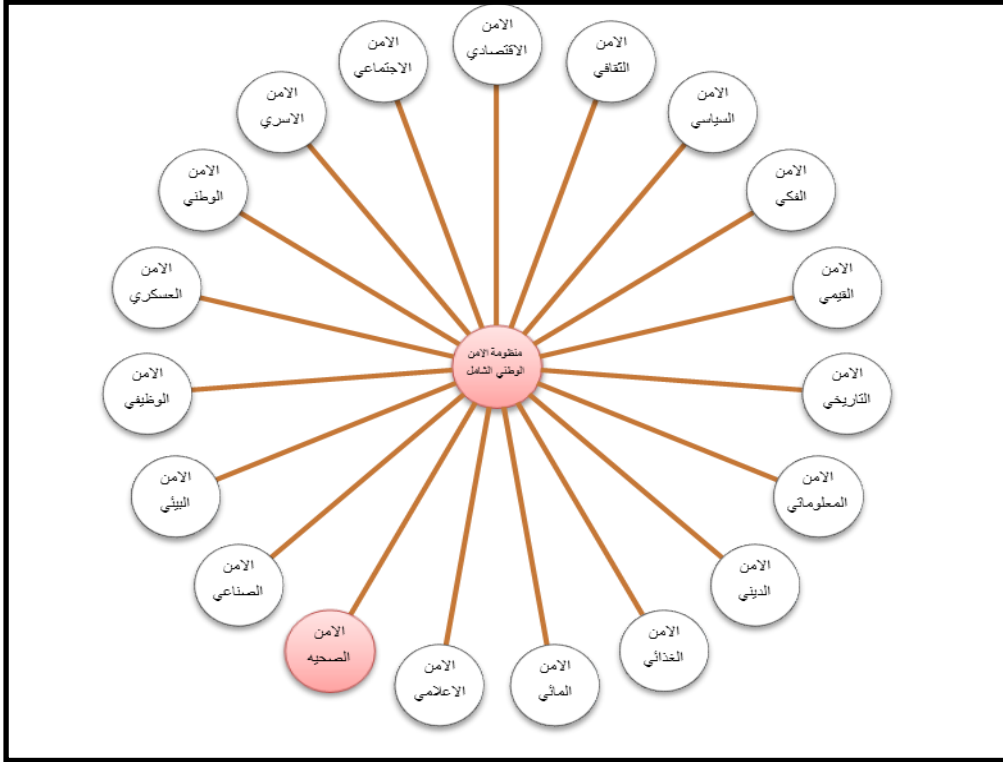 الامن
الاقتصادي
الامن
الثقافي
الامن
السياسي
الامن
الفكي
الامن
القيمي
الامن
التاريخي
الامن
المعلوماتي
الامن
الديني
الامن
الغذائي
الامن
المائي
الامن
الاعلامي
الامن
الصحيه
الامن
الصناعي
الامن
البيئي
الامن
الوظيفي
الامن
العسكري
الامن
الوطني
الامن
الاسري
الامن
الاجتماعي
منظومة الامن
الوطني الشامل